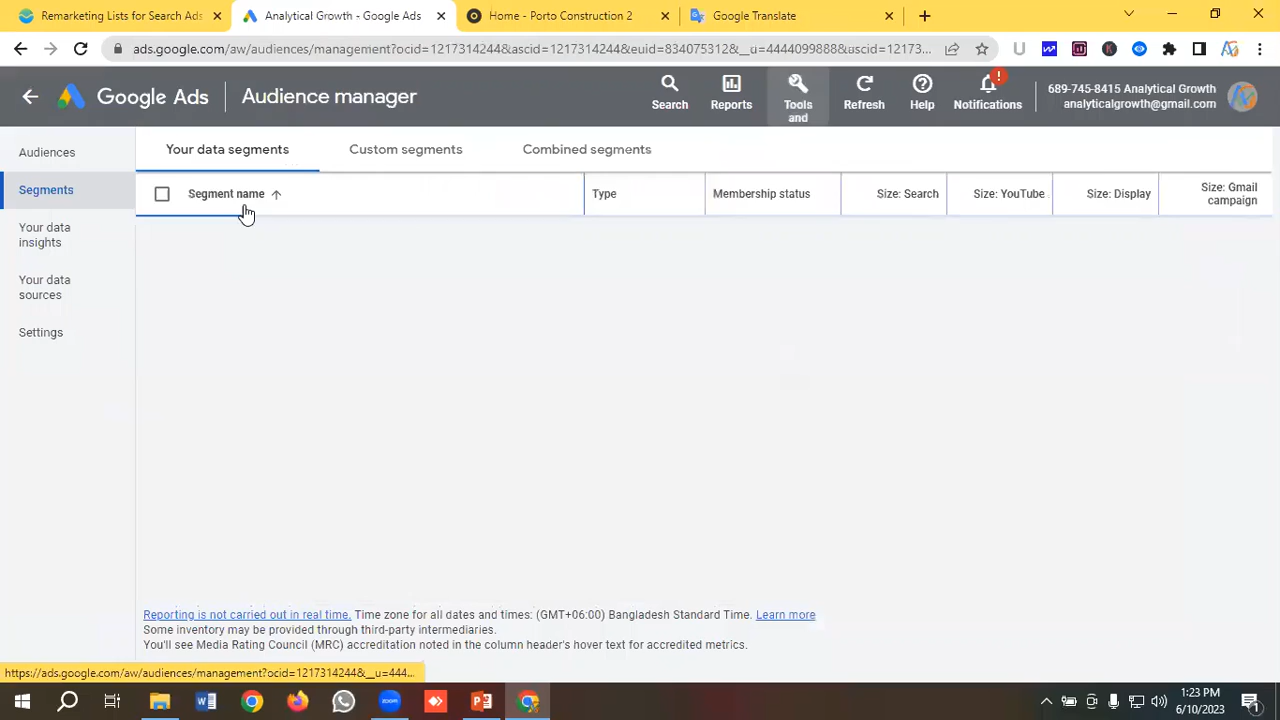 Remarketing Lists for Search Ads
Analytical Growth - Google Ads
Home - Porto Construction 2
Google Translate
ads.google.com/aw/audiences/management?ocid=1217314244&ascid=1217314244&euid=834075312&__u=4444099888&uscid=12173...
Google Ads
Audience manager
Search
Reports
Tools and
Refresh
Help
Notifications
689-745-8415 Analytical Growth
analyticalgrowth@gmail.com
Audiences
Segments
Your data insights
Your data sources
Settings
Your data segments
Custom segments
Combined segments
Segment name
Type
Membership status
Size: Search
Size: YouTube
Size: Display
Size: Gmail campaign
Reporting is not carried out in real time. Time zone for all dates and times: (GMT+06:00) Bangladesh Standard Time. Learn more
Some inventory may be provided through third-party intermediaries.
You'll see Media Rating Council (MRC) accreditation noted in the column header's hover text for accredited metrics.
https://ads.google.com/aw/audiences/management?ocid=1217314244&__u=444...
zoom
1:23 PM
6/10/2023